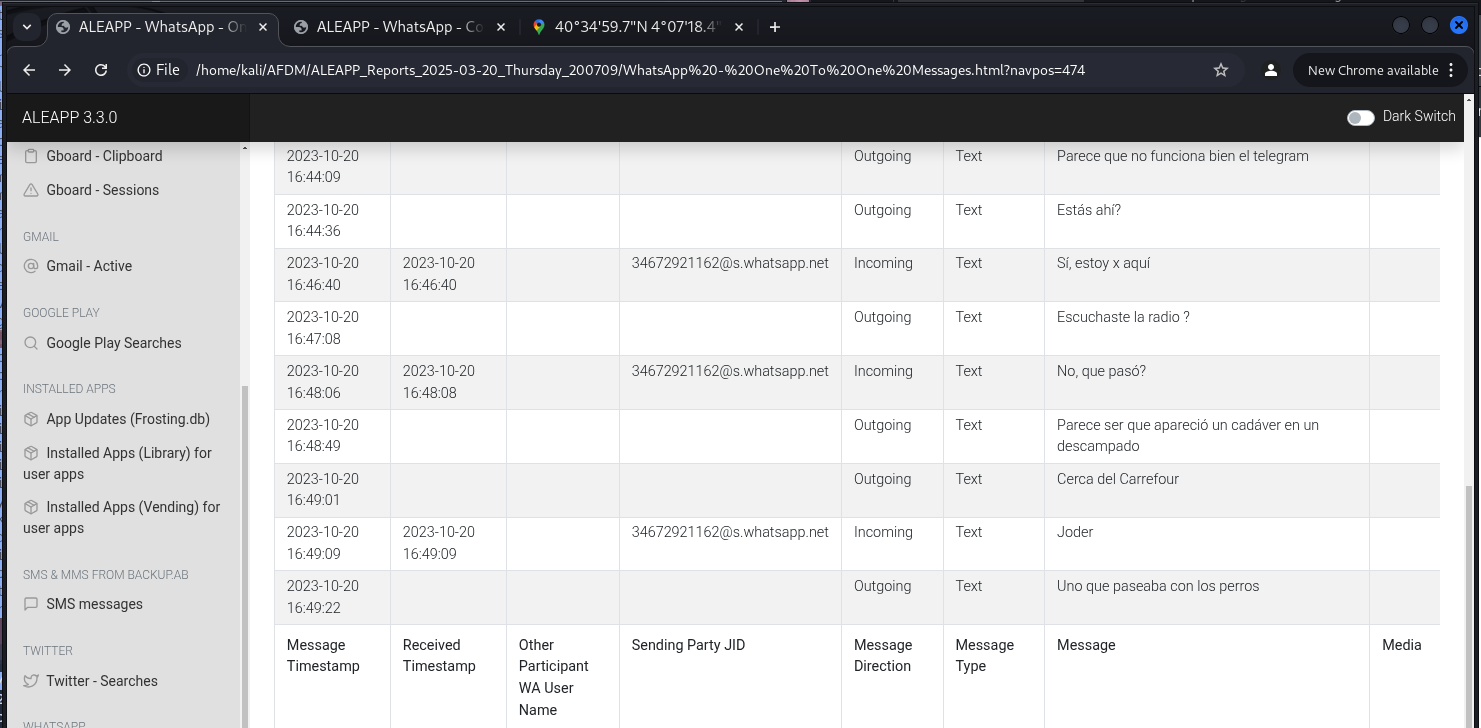 ALEAPP - WhatsApp - On
ALEAPP - WhatsApp - Co
40°34'59.7"N 4°07'18.4"
File
/home/kali/AFDM/ALEAPP_Reports_2025-03-20_Thursday_200709/WhatsApp%20-%20One%20To%20One%20Messages.html?navpos=474
New Chrome available
ALEAPP 3.3.0
Dark Switch
Gboard - Clipboard
Gboard - Sessions
GMAIL
Gmail - Active
GOOGLE PLAY
Google Play Searches
INSTALLED APPS
App Updates (Frosting.db)
Installed Apps (Library) for
user apps
Installed Apps (Vending) for
user apps
SMS & MMS FROM BACKUP.AB
SMS messages
TWITTER
Twitter - Searches
WHATSAPP
2023-10-20
16:44:09
Outgoing
Text
Parece que no funciona bien el telegram
2023-10-20
16:44:36
Outgoing
Text
Estás ahí?
2023-10-20
16:46:40
2023-10-20
16:46:40
34672921162@s.whatsapp.net
Incoming
Text
Sí, estoy x aquí
2023-10-20
16:47:08
Outgoing
Text
Escuchaste la radio ?
2023-10-20
16:48:06
2023-10-20
16:48:08
34672921162@s.whatsapp.net
Incoming
Text
No, que pasó?
2023-10-20
16:48:49
Outgoing
Text
Parece ser que apareció un cadáver en un
descampado
2023-10-20
16:49:01
Outgoing
Text
Cerca del Carrefour
2023-10-20
16:49:09
2023-10-20
16:49:09
34672921162@s.whatsapp.net
Incoming
Text
Joder
2023-10-20
16:49:22
Outgoing
Text
Uno que paseaba con los perros
Message
Timestamp
Received
Timestamp
Other
Participant
WA User
Name
Sending Party JID
Message
Direction
Message
Type
Message
Media